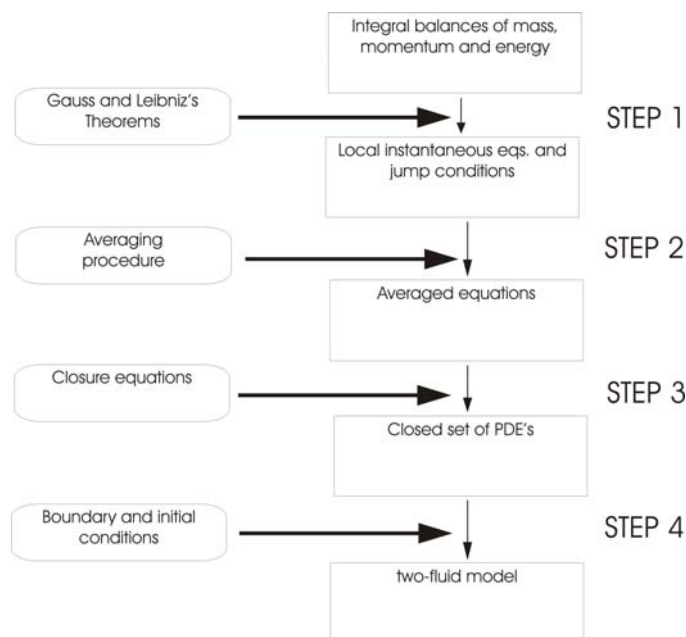 Integral balances of mass,
momentum and energy
Gauss and Leibniz's
Theorems
STEP 1
Local instantaneous eqs. and
jump conditions
Averaging
procedure
STEP 2
Averaged equations
Closure equations
STEP 3
Closed set of PDE's
Boundary and initial
conditions
STEP 4
two-fluid model